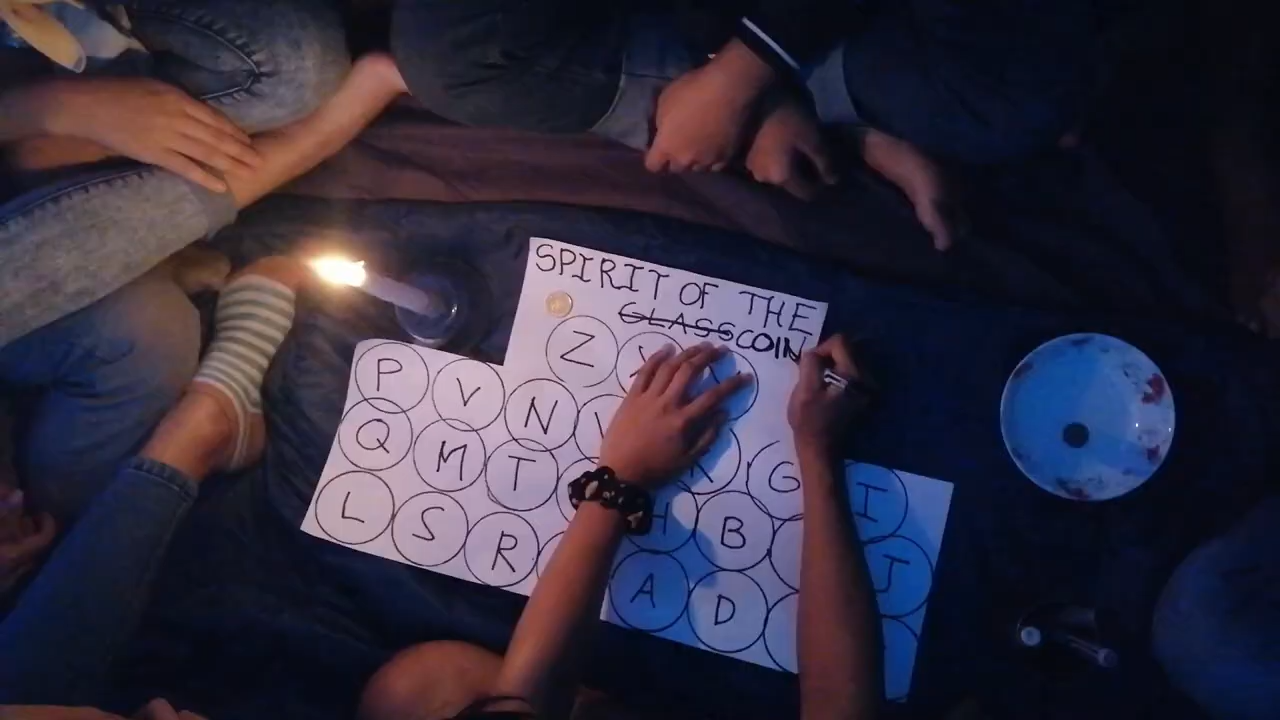 SPIRIT OF THE
GLASS COIN
Z
P V N
Q M T K G I
L S R H B J
A D